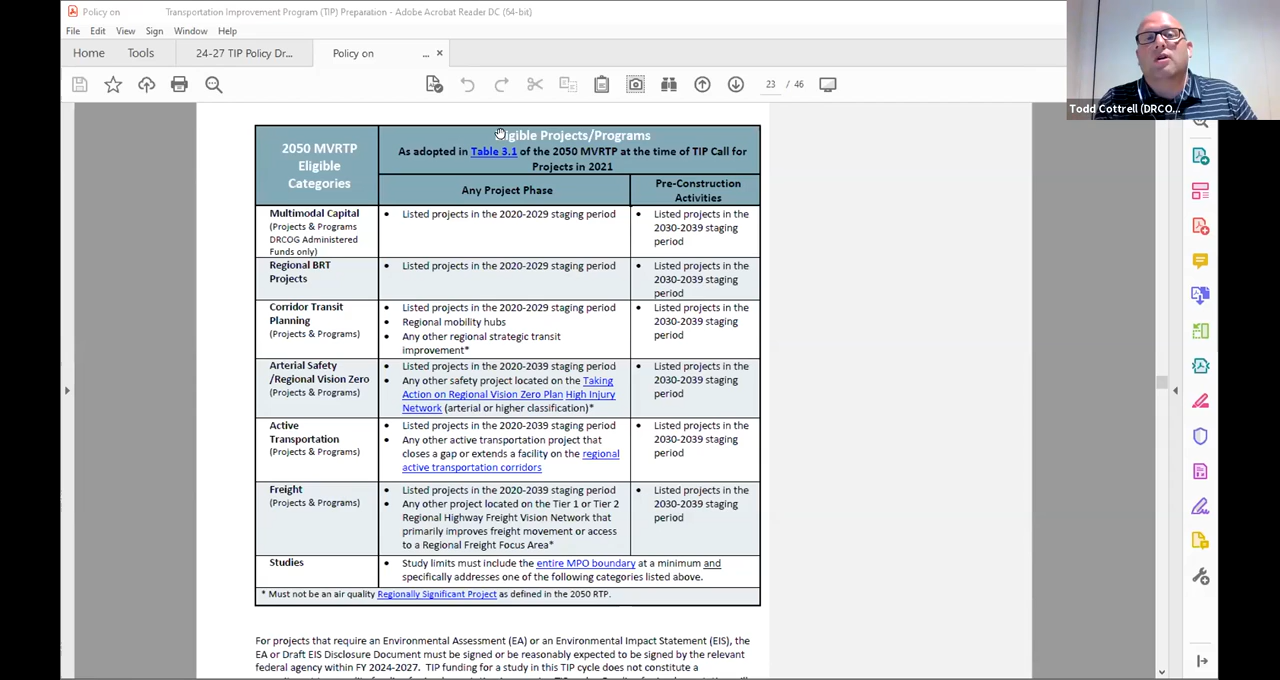 Policy on Transportation Improvement Program (TIP) Preparation - Adobe Acrobat Reader DC (64-bit)
File Edit View Sign Window Help
Home Tools 24-27 TIP Policy Dr... Policy on ... ×
23 / 46
Todd Cottrell (DRCO...
2050 MVRTP
Eligible
Categories
Eligible Projects/Programs
As adopted in Table 3.1 of the 2050 MVRTP at the time of TIP Call for
Projects in 2021
Any Project Phase
Pre-Construction
Activities
Multimodal Capital
(Projects & Programs
DRCOG Administered
Funds only)
• Listed projects in the 2020-2029 staging period
• Listed projects in the
2030-2039 staging
period
Regional BRT
Projects
• Listed projects in the 2020-2029 staging period
• Listed projects in the
2030-2039 staging
period
Corridor Transit
Planning
(Projects & Programs)
• Listed projects in the 2020-2029 staging period
• Regional mobility hubs
• Any other regional strategic transit
improvement*
• Listed projects in the
2030-2039 staging
period
Arterial Safety
/Regional Vision Zero
(Projects & Programs)
• Listed projects in the 2020-2029 staging period
• Any other safety project located on the Taking
Action on Regional Vision Zero Plan High Injury
Network (arterial or higher classification)*
• Listed projects in the
2030-2039 staging
period
Active
Transportation
(Projects & Programs)
• Listed projects in the 2020-2029 staging period
• Any other active transportation project that
closes a gap or extends a facility on the regional
active transportation corridors
• Listed projects in the
2030-2039 staging
period
Freight
(Projects & Programs)
• Listed projects in the 2020-2029 staging period
• Any other project located on the Tier 1 or Tier 2
Regional Highway Freight Vision Network that
primarily improves freight movement or access
to a Regional Freight Focus Area*
• Listed projects in the
2030-2039 staging
period
Studies
• Study limits must include the entire MPO boundary at a minimum and
specifically addresses one of the following categories listed above.
* Must not be an air quality Regionally Significant Project as defined in the 2050 RTP.
For projects that require an Environmental Assessment (EA) or an Environmental Impact Statement (EIS), the
EA or Draft EIS Disclosure Document must be signed or be reasonably expected to be signed by the relevant
federal agency within FY 2024-2027. TIP funding for a study in this TIP cycle does not constitute a